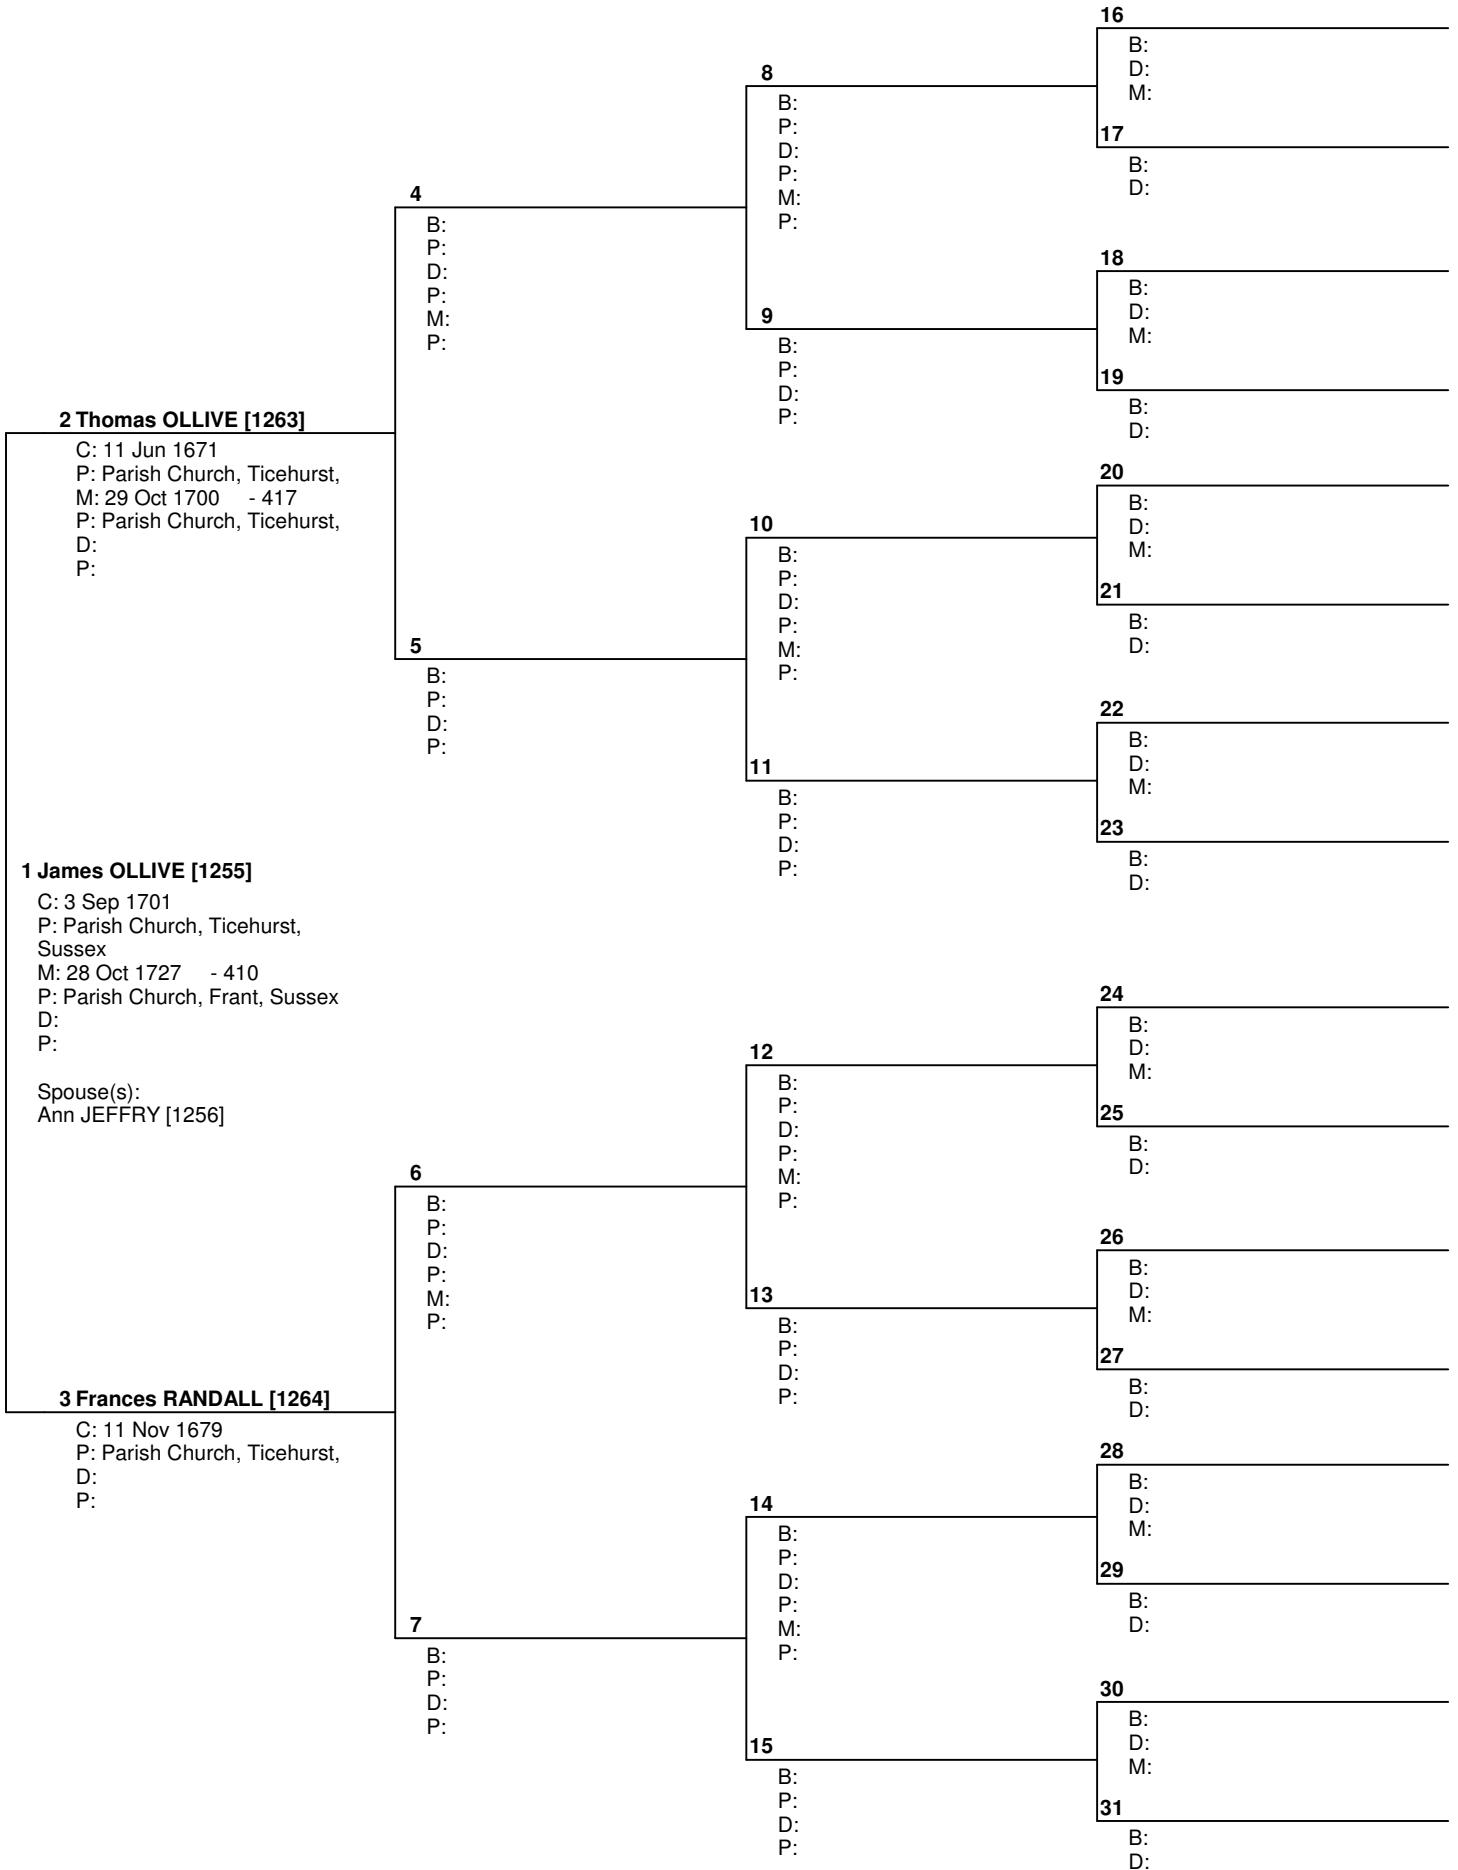 16
B:
D:
M:
8
B:
P:
D:
P:
M:
P:
17
B:
D:
4
B:
P:
D:
P:
M:
P:
18
B:
D:
M:
9
B:
P:
D:
P:
19
B:
D:
2 Thomas OLLIVE [1263]
C: 11 Jun 1671
P: Parish Church, Ticehurst,
M: 29 Oct 1700 - 417
P: Parish Church, Ticehurst,
D:
P:
20
B:
D:
M:
10
B:
P:
D:
P:
M:
P:
21
B:
D:
5
B:
P:
D:
P:
22
B:
D:
M:
11
B:
P:
D:
P:
23
B:
D:
1 James OLLIVE [1255]
C: 3 Sep 1701
P: Parish Church, Ticehurst,
Sussex
M: 28 Oct 1727 - 410
P: Parish Church, Frant, Sussex
D:
P:
Spouse(s):
Ann JEFFRY [1256]
24
B:
D:
M:
12
B:
P:
D:
P:
M:
P:
25
B:
D:
6
B:
P:
D:
P:
M:
P:
26
B:
D:
M:
13
B:
P:
D:
P:
27
B:
D:
3 Frances RANDALL [1264]
C: 11 Nov 1679
P: Parish Church, Ticehurst,
D:
P:
28
B:
D:
M:
14
B:
P:
D:
P:
M:
P:
29
B:
D:
7
B:
P:
D:
P:
30
B:
D:
M:
15
B:
P:
D:
P:
31
B:
D: